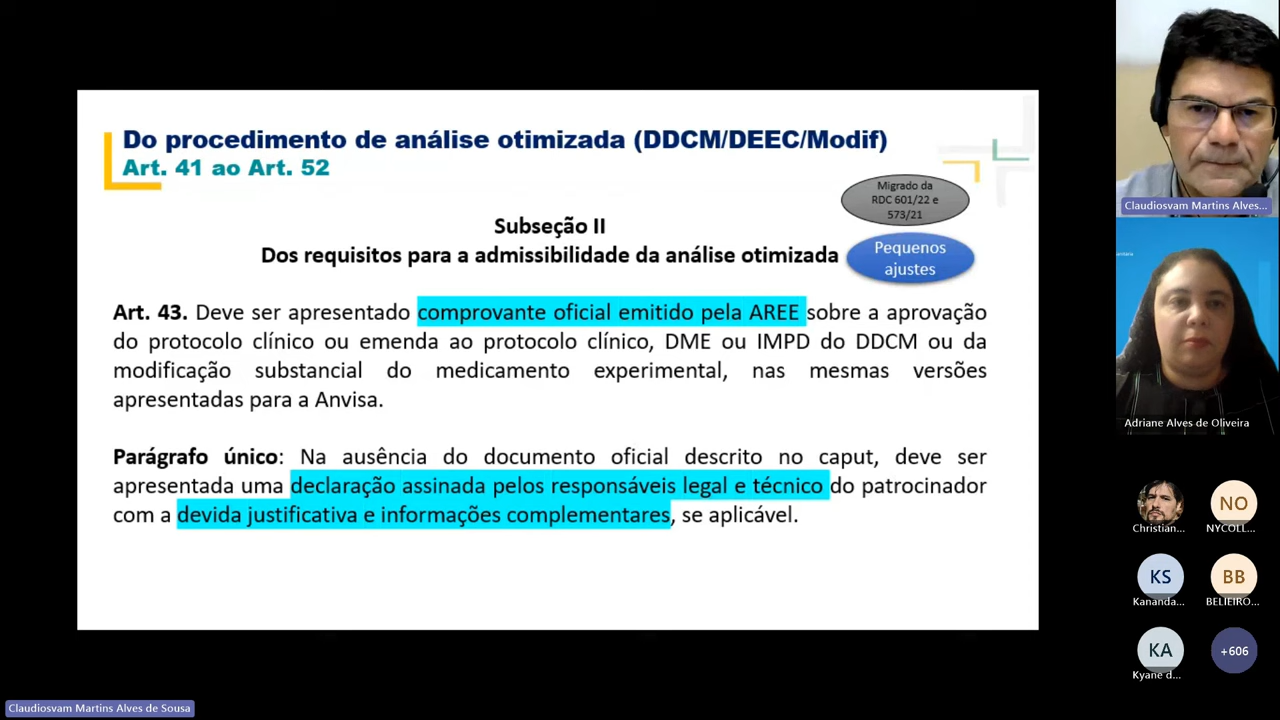 Do procedimento de análise otimizada (DDCM/DEEC/Modif)
Art. 41 ao Art. 52
Migrado da
RDC 601/22 e
573/21
Subseção II
Dos requisitos para a admissibilidade da análise otimizada
Pequenos
ajustes
Art. 43. Deve ser apresentado comprovante oficial emitido pela AREE sobre a aprovação
do protocolo clínico ou emenda ao protocolo clínico, DME ou IMPD do DDCM ou da
modificação substancial do medicamento experimental, nas mesmas versões
apresentadas para a Anvisa.
Parágrafo único: Na ausência do documento oficial descrito no caput, deve ser
apresentada uma declaração assinada pelos responsáveis legal e técnico do patrocinador
com a devida justificativa e informações complementares, se aplicável.
Claudiosvam Martins Alves...
Adriane Alves de Oliveira
Christian...
NO
NYCOLL...
KS
Kananda...
BB
BELIEIRO...
KA
Kyane d...
+606
Claudiosvam Martins Alves de Sousa